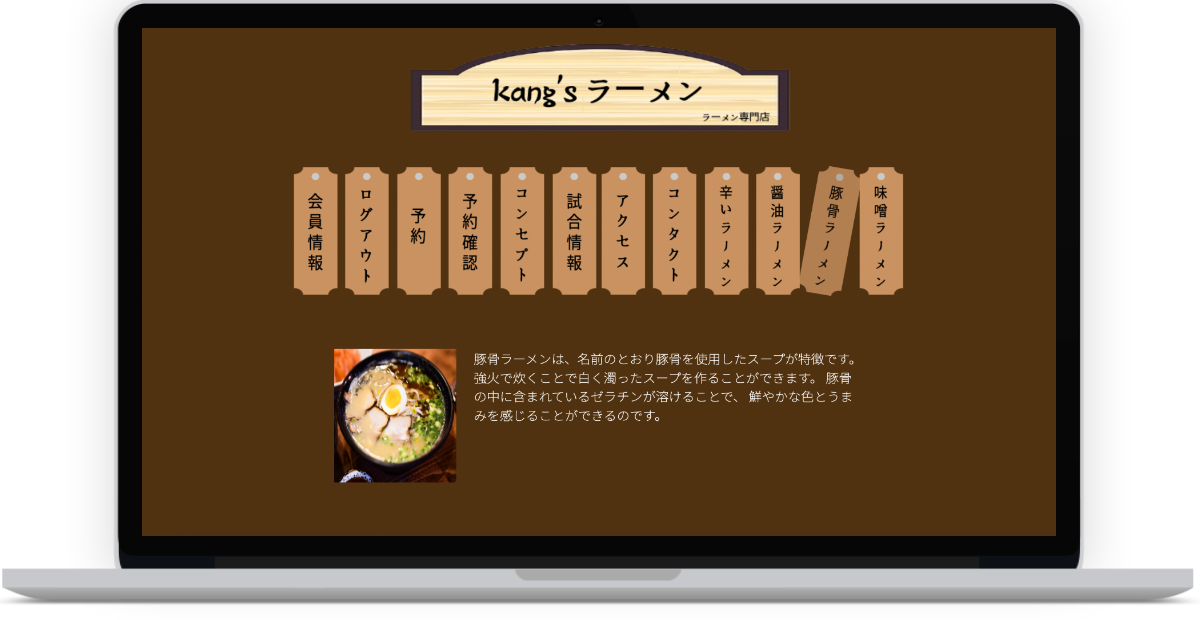 kang's ラーメン
ラーメン専門店
会員情報
ログアウト
予約
予約確認
コンセプト
試合情報
アクセス
コンタクト
辛いラーメン
醤油ラーメン
豚骨ラーメン
味噌ラーメン
豚骨ラーメンは、名前のとおり豚骨を使用したスープが特徴です。
強火で炊くことで白く濁ったスープを作ることができます。 豚骨
の中に含まれているゼラチンが溶けることで、 鮮やかな色とうま
みを感じることができるのです。